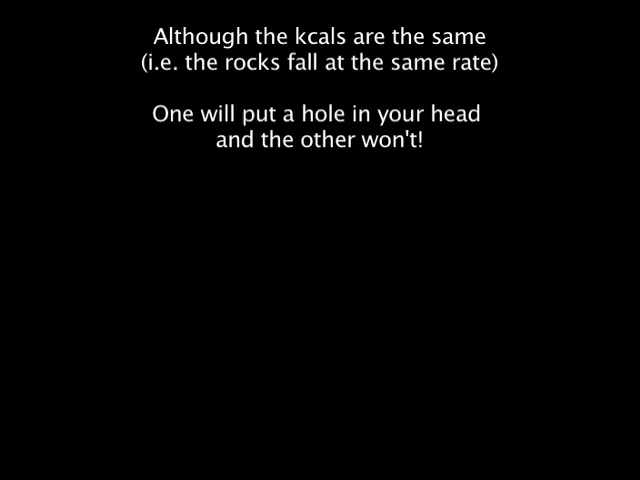 Although the kcals are the same
(i.e. the rocks fall at the same rate)
One will put a hole in your head
and the other won't!